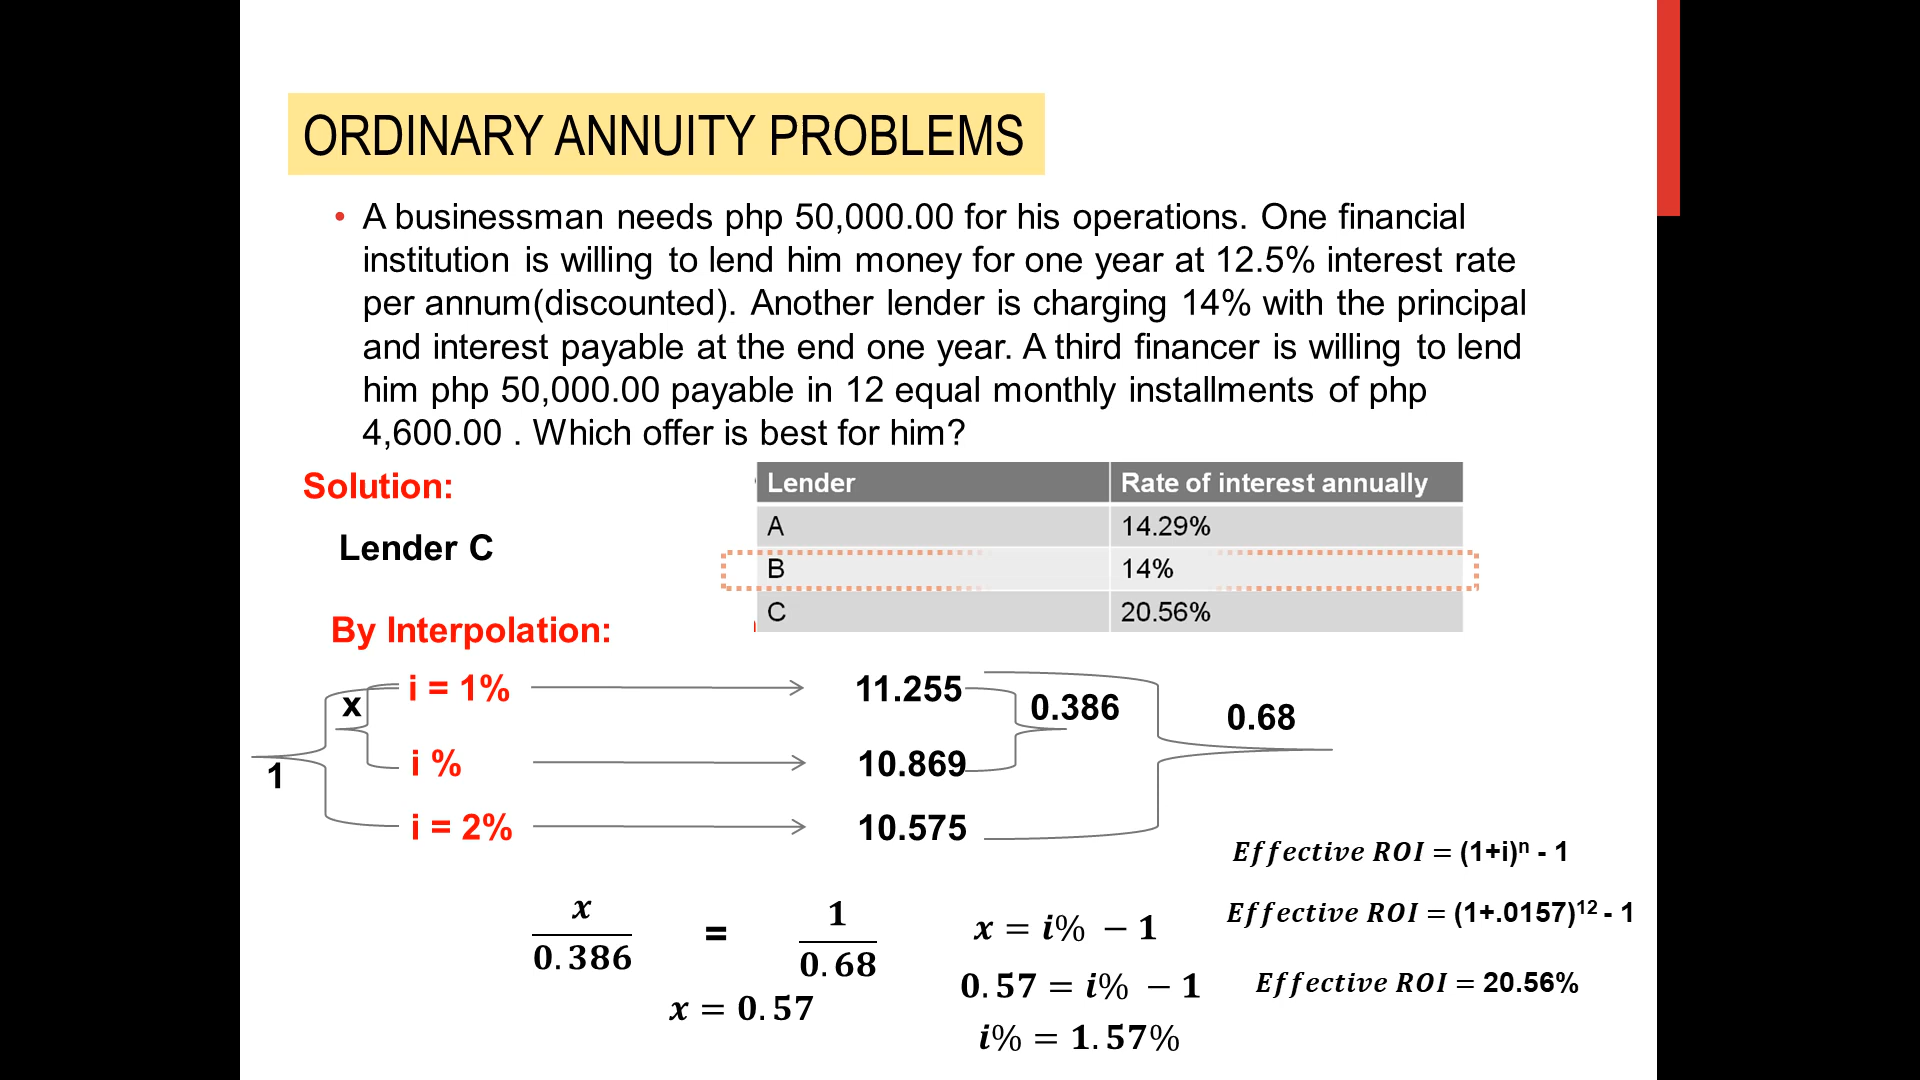 ORDINARY ANNUITY PROBLEMS
• A businessman needs php 50,000.00 for his operations. One financial
institution is willing to lend him money for one year at 12.5% interest rate
per annum(discounted). Another lender is charging 14% with the principal
and interest payable at the end one year. A third financer is willing to lend
him php 50,000.00 payable in 12 equal monthly installments of php
4,600.00 . Which offer is best for him?
Solution:
Lender C
Lender Rate of interest annually
A 14.29%
B 14%
C 20.56%
By Interpolation:
x i = 1% 11.255 0.386 0.68
1 i % 10.869
i = 2% 10.575
x/0.386 = 1/0.68
x = 0.57
x = i% − 1
0.57 = i% − 1
i% = 1.57%
Effective ROI = (1+i)ⁿ - 1
Effective ROI = (1+.0157)¹² - 1
Effective ROI = 20.56%